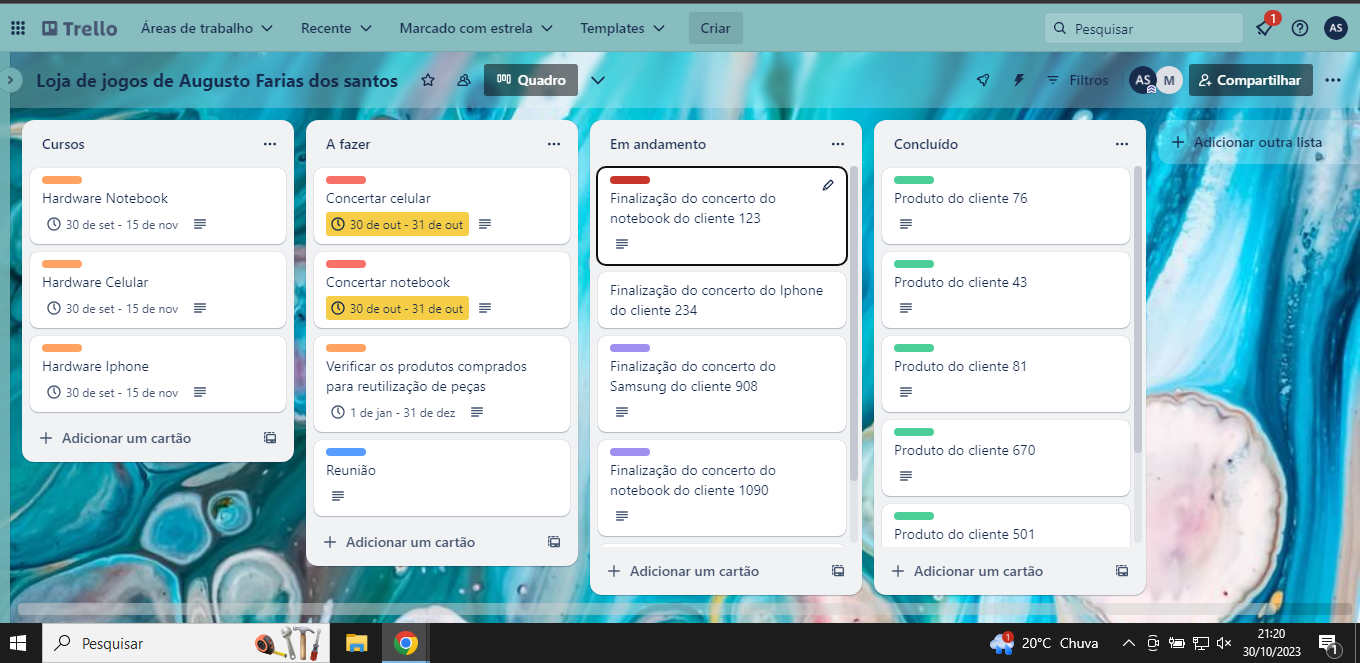 Trello
Áreas de trabalho
Recente
Marcado com estrela
Templates
Criar
Pesquisar
1
AS
Loja de jogos de Augusto Farias dos santos
Quadro
Filtros
AS
M
Compartilhar
Cursos
Hardware Notebook
30 de set - 15 de nov
Hardware Celular
30 de set - 15 de nov
Hardware Iphone
30 de set - 15 de nov
Adicionar um cartão
A fazer
Concertar celular
30 de out - 31 de out
Concertar notebook
30 de out - 31 de out
Verificar os produtos comprados
para reutilização de peças
1 de jan - 31 de dez
Reunião
Adicionar um cartão
Em andamento
Finalização do concerto do
notebook do cliente 123
Finalização do concerto do Iphone
do cliente 234
Finalização do concerto do
Samsung do cliente 908
Finalização do concerto do
notebook do cliente 1090
Adicionar um cartão
Concluído
Produto do cliente 76
Produto do cliente 43
Produto do cliente 81
Produto do cliente 670
Produto do cliente 501
Adicionar um cartão
Adicionar outra lista
Pesquisar
1
20°C Chuva
21:20
30/10/2023
1